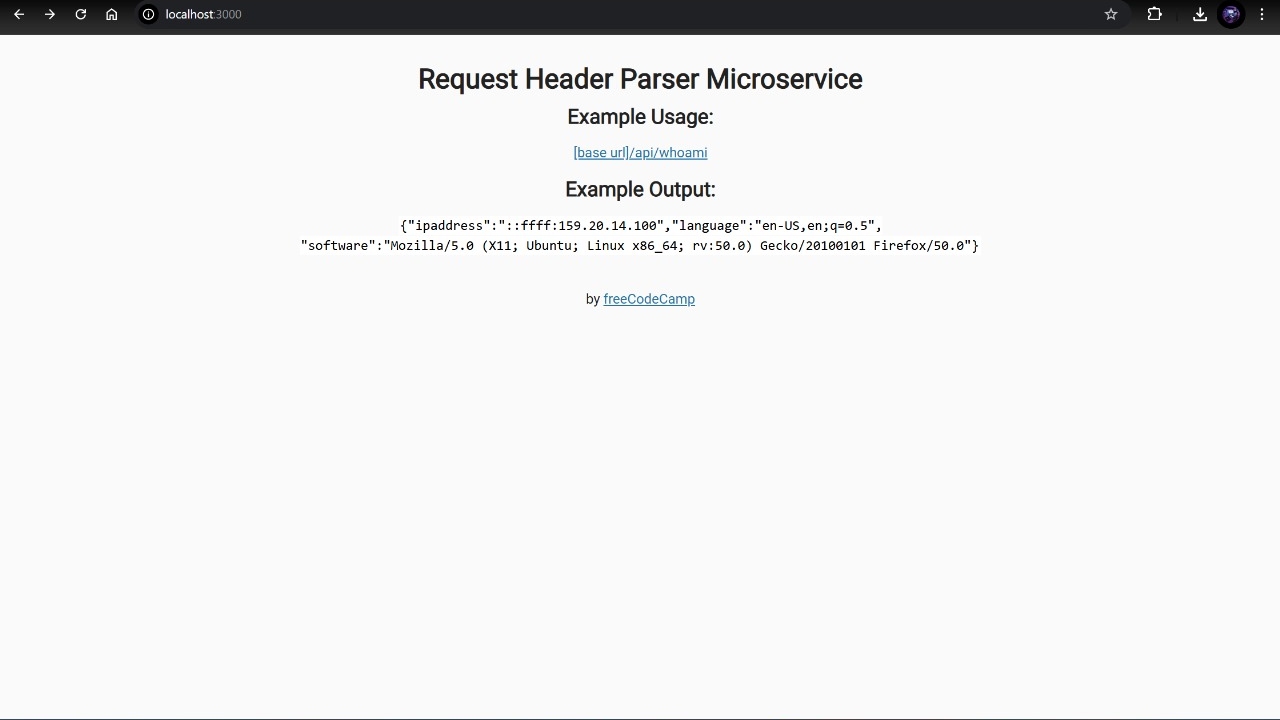 localhost:3000
Request Header Parser Microservice
Example Usage:
[base url]/api/whoami
Example Output:
{"ipaddress":"::ffff:159.20.14.100","language":"en-US,en;q=0.5",
"software":"Mozilla/5.0 (X11; Ubuntu; Linux x86_64; rv:50.0) Gecko/20100101 Firefox/50.0"}
by freeCodeCamp